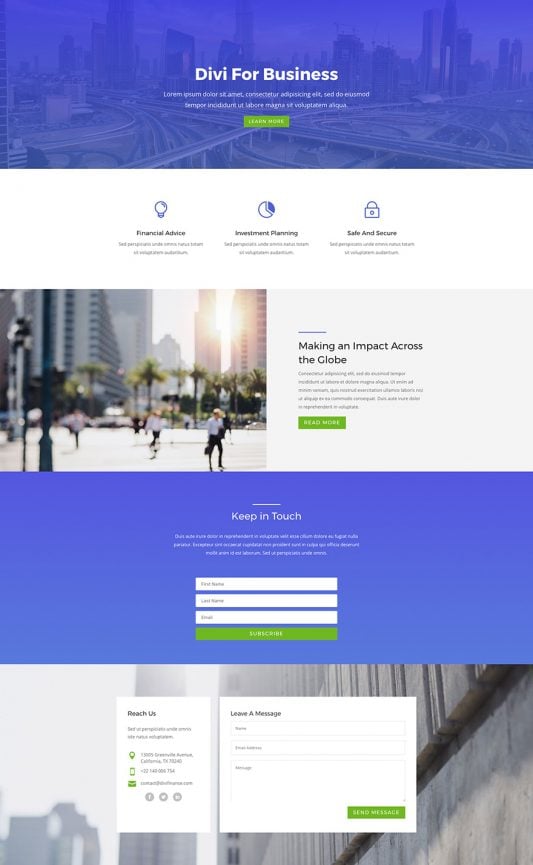 Divi For Business
Lorem ipsum dolor sit amet, consectetur adipisicing elit, sed do eiusmod
tempor incididunt ut labore magna sit voluptatem aliqua.
LEARN MORE
Financial Advice
Sed perspiciatis unde omnis natus totam
sit voluptatem audantium.
Investment Planning
Sed perspiciatis unde omnis natus totam
sit voluptatem audantium.
Safe And Secure
Sed perspiciatis unde omnis natus totam
sit voluptatem audantium.
Making an Impact Across
the Globe
Consectetur adipisicing elit, sed do eiusmod tempor
incididunt ut labore et dolore magna aliqua. Ut enim ad
minim veniam, quis nostrud exercitation ullamco laboris nisi
ut aliquip ex ea commodo consequat. Duis aute irure dolor
in reprehenderit in voluptate.
READ MORE
Keep in Touch
Duis aute irure dolor in reprehenderit in voluptate velit esse cillum dolore eu fugiat nulla
pariatur. Excepteur sint occaecat cupidatat non proident sunt in culpa qui officia deserunt
mollit anim id est laborum. Sed ut perspiciatis unde omnis.
First Name
Last Name
Email
SUBSCRIBE
Reach Us
Sed ut perspiciatis unde omnis
iste natus voluptatem.
13905 Greenville Avenue,
California, TX 70240
+22 140 006 754
contact@divifinanse.com
Leave A Message
Name
Email Address
Message
SEND MESSAGE